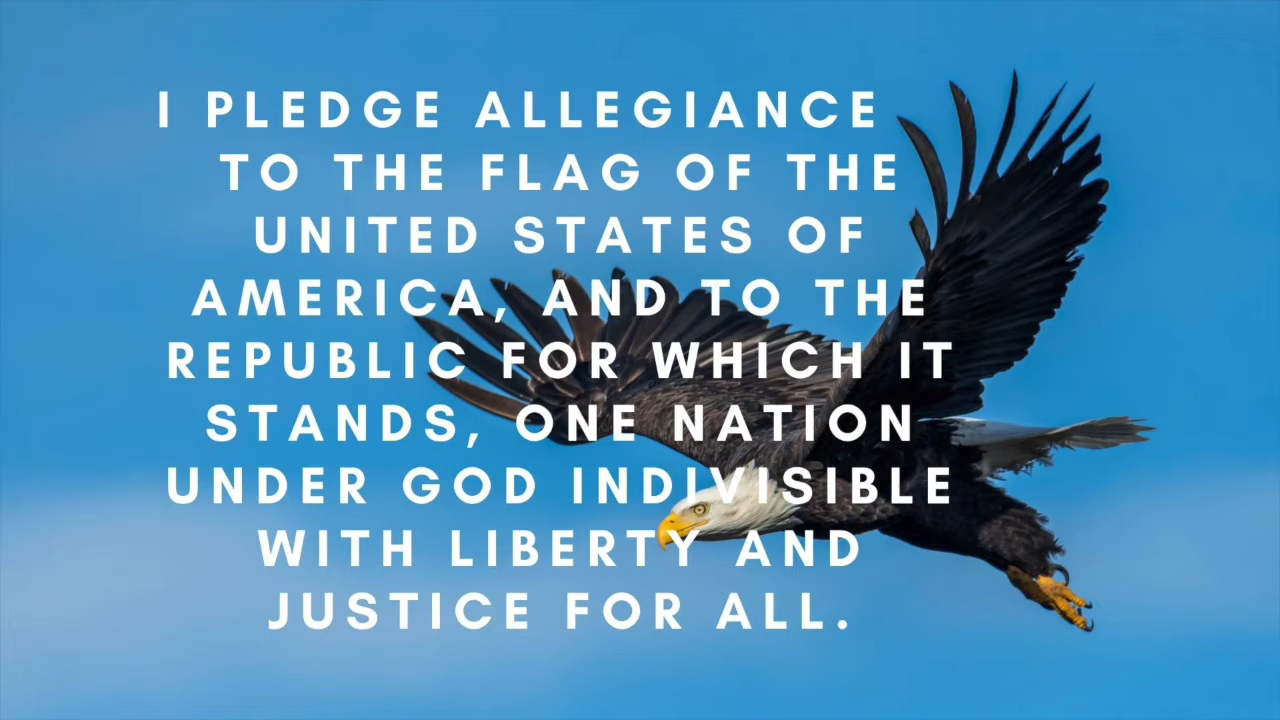 I PLEDGE ALLEGIANCE
TO THE FLAG OF THE
UNITED STATES OF
AMERICA, AND TO THE
REPUBLIC FOR WHICH IT
STANDS, ONE NATION
UNDER GOD INDIVISIBLE
WITH LIBERTY AND
JUSTICE FOR ALL.